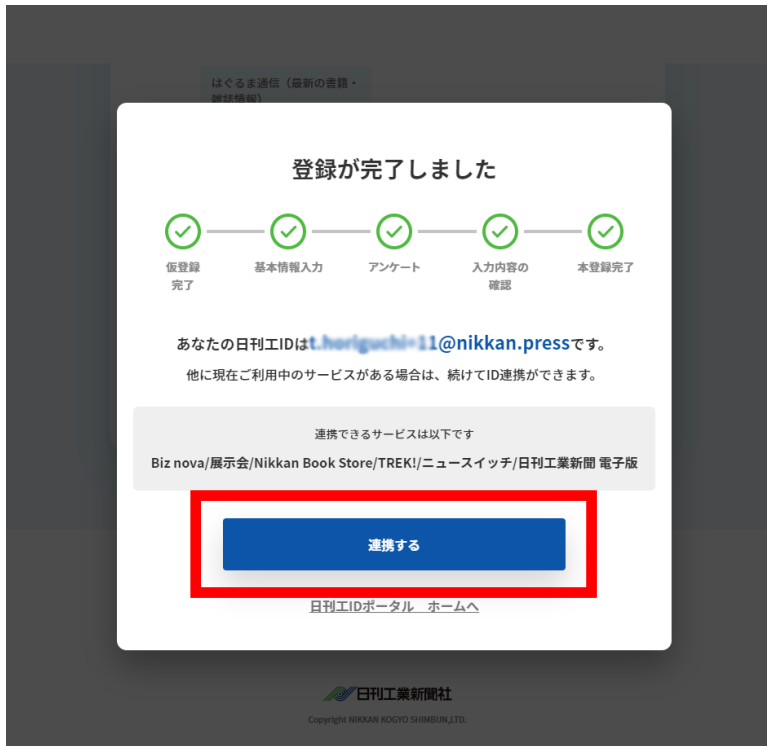 はぐるま通信（最新の書籍・
雑誌情報）
登録が完了しました
仮登録
完了
基本情報入力
アンケート
入力内容の
確認
本登録完了
あなたの日刊工IDは1@nikkan.pressです。
他に現在ご利用中のサービスがある場合は、続けてID連携ができます。
連携できるサービスは以下です
Biz nova/展示会/Nikkan Book Store/TREK!/ニュースイッチ/日刊工業新聞 電子版
連携する
日刊工IDポータル　ホームへ
日刊工業新聞社
Copyright NIKKAN KOGYO SHIMBUN,LTD.